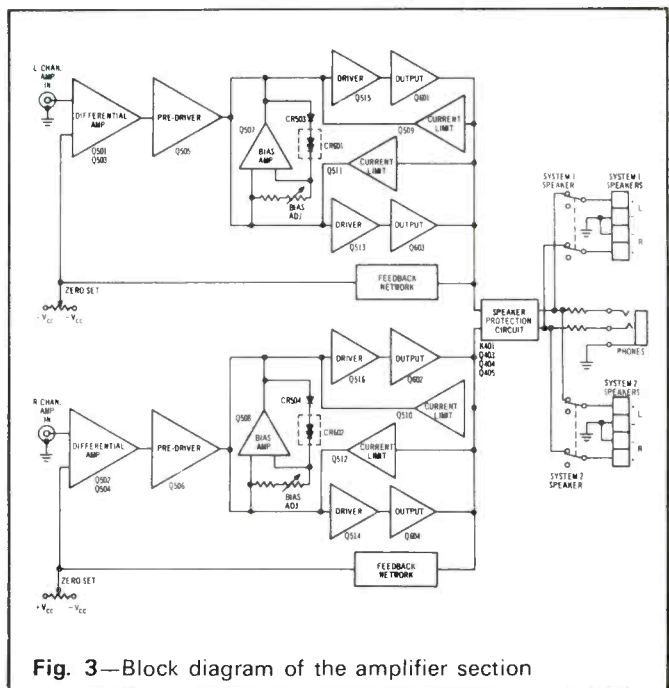 L CHAN.
AMP
IN
DIFFERENTIAL
AMP
Q501
Q503
PRE-DRIVER
Q505
Q507
BIAS
AMP
CR503
CR601
BIAS
ADJ
DRIVER
Q515
OUTPUT
Q601
Q509
CURRENT
LIMIT
Q511
CURRENT
LIMIT
DRIVER
Q513
OUTPUT
Q603
ZERO SET
-Vcc -Vcc
FEEDBACK
NETWORK
SYSTEM 1
SPEAKER
SYSTEM 1
SPEAKERS
+
L
-
-
R
+
SPEAKER
PROTECTION
CIRCUIT
K401
Q403
Q404
Q405
PHONES
R CHAN.
AMP
IN
DIFFERENTIAL
AMP
Q502
Q504
PRE-DRIVER
Q506
Q508
BIAS
AMP
CR504
CR602
BIAS
ADJ
DRIVER
Q516
OUTPUT
Q602
Q510
CURRENT
LIMIT
Q512
CURRENT
LIMIT
DRIVER
Q514
OUTPUT
Q604
ZERO SET
+Vcc -Vcc
FEEDBACK
NETWORK
SYSTEM 2
SPEAKERS
+
L
-
-
R
+
SYSTEM 2
SPEAKER
Fig. 3—Block diagram of the amplifier section